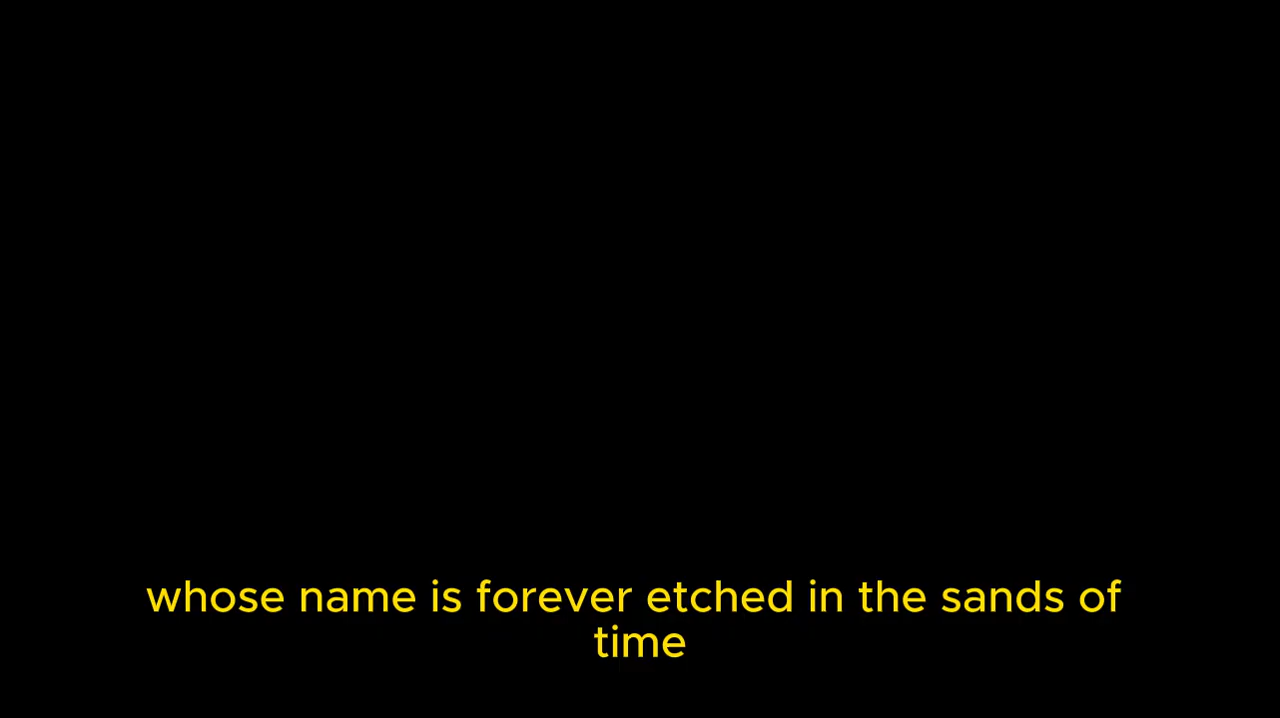 whose name is forever etched in the sands of
time